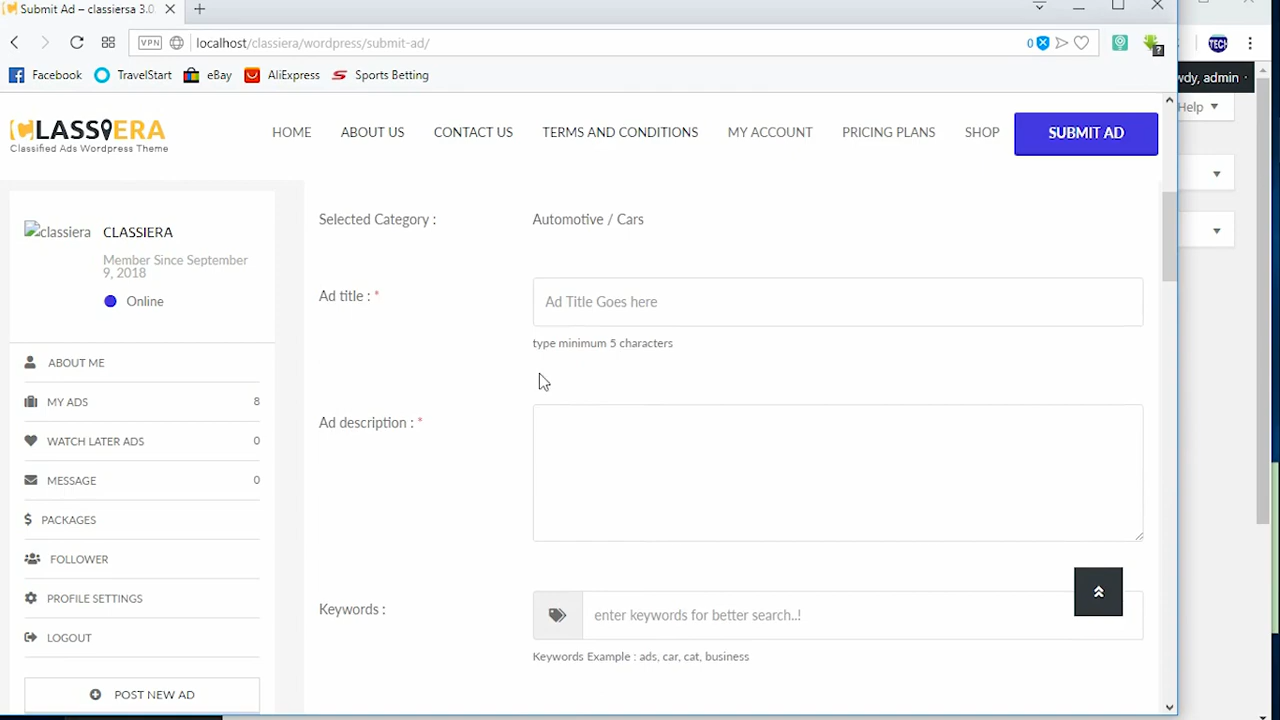 Submit Ad – classiersa 3.0.
VPN localhost/classiera/wordpress/submit-ad/ 0
Facebook TravelStart eBay AliExpress Sports Betting
TECH
wdy, admin
Help
CLASSIERA
Classified Ads Wordpress Theme
HOME ABOUT US CONTACT US TERMS AND CONDITIONS MY ACCOUNT PRICING PLANS SHOP SUBMIT AD
classiera CLASSIERA
Member Since September
9, 2018
Online
ABOUT ME
MY ADS 8
WATCH LATER ADS 0
MESSAGE 0
PACKAGES
FOLLOWER
PROFILE SETTINGS
LOGOUT
POST NEW AD
Selected Category : Automotive / Cars
Ad title : * Ad Title Goes here
type minimum 5 characters
Ad description : *
Keywords : enter keywords for better search..!
Keywords Example : ads, car, cat, business